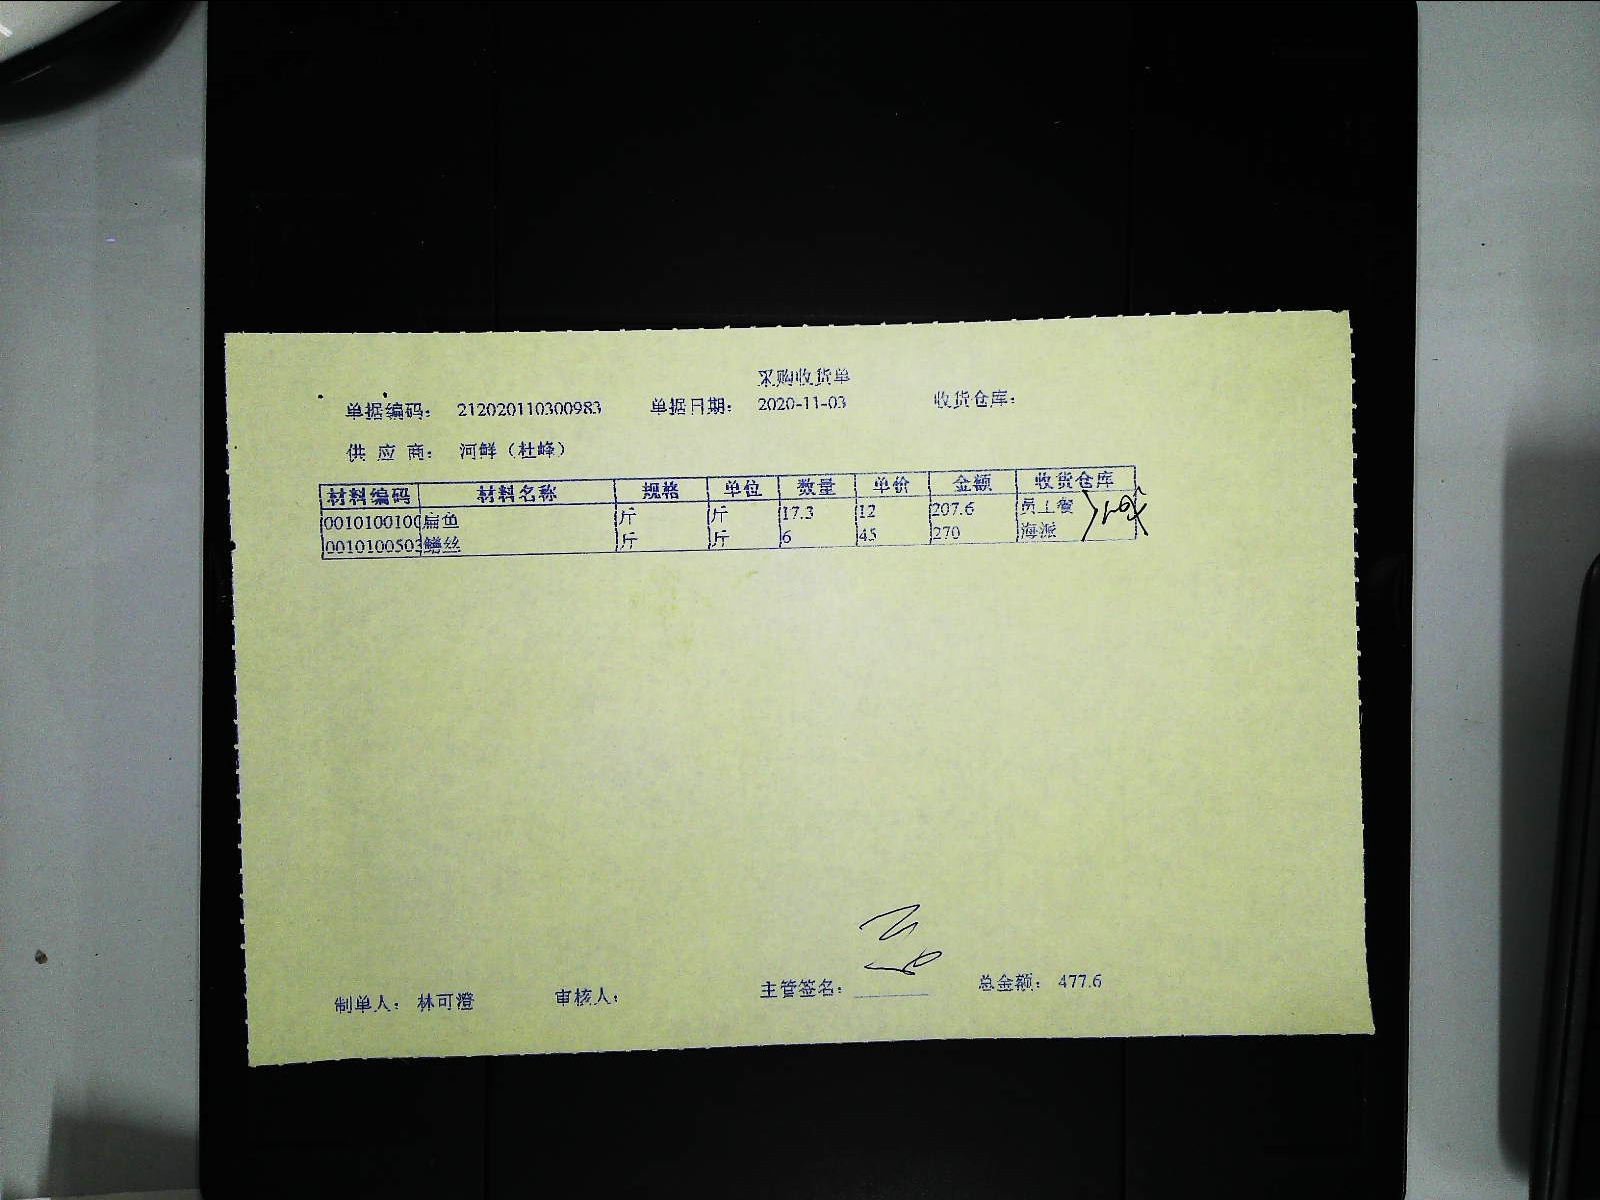 采购收货单
单据编码： 212020110300983 单据日期： 2020-11-03 收货仓库：
供 应 商： 河鲜（杜峰）
材料编码 材料名称 规格 单位 数量 单价 金额 收货仓库
0010100100 扁鱼 斤 斤 17.3 12 207.6 员工餐
0010100503 鳝丝 斤 斤 6 45 270 海派
制单人： 林可澄 审核人： 主管签名： 总金额： 477.6